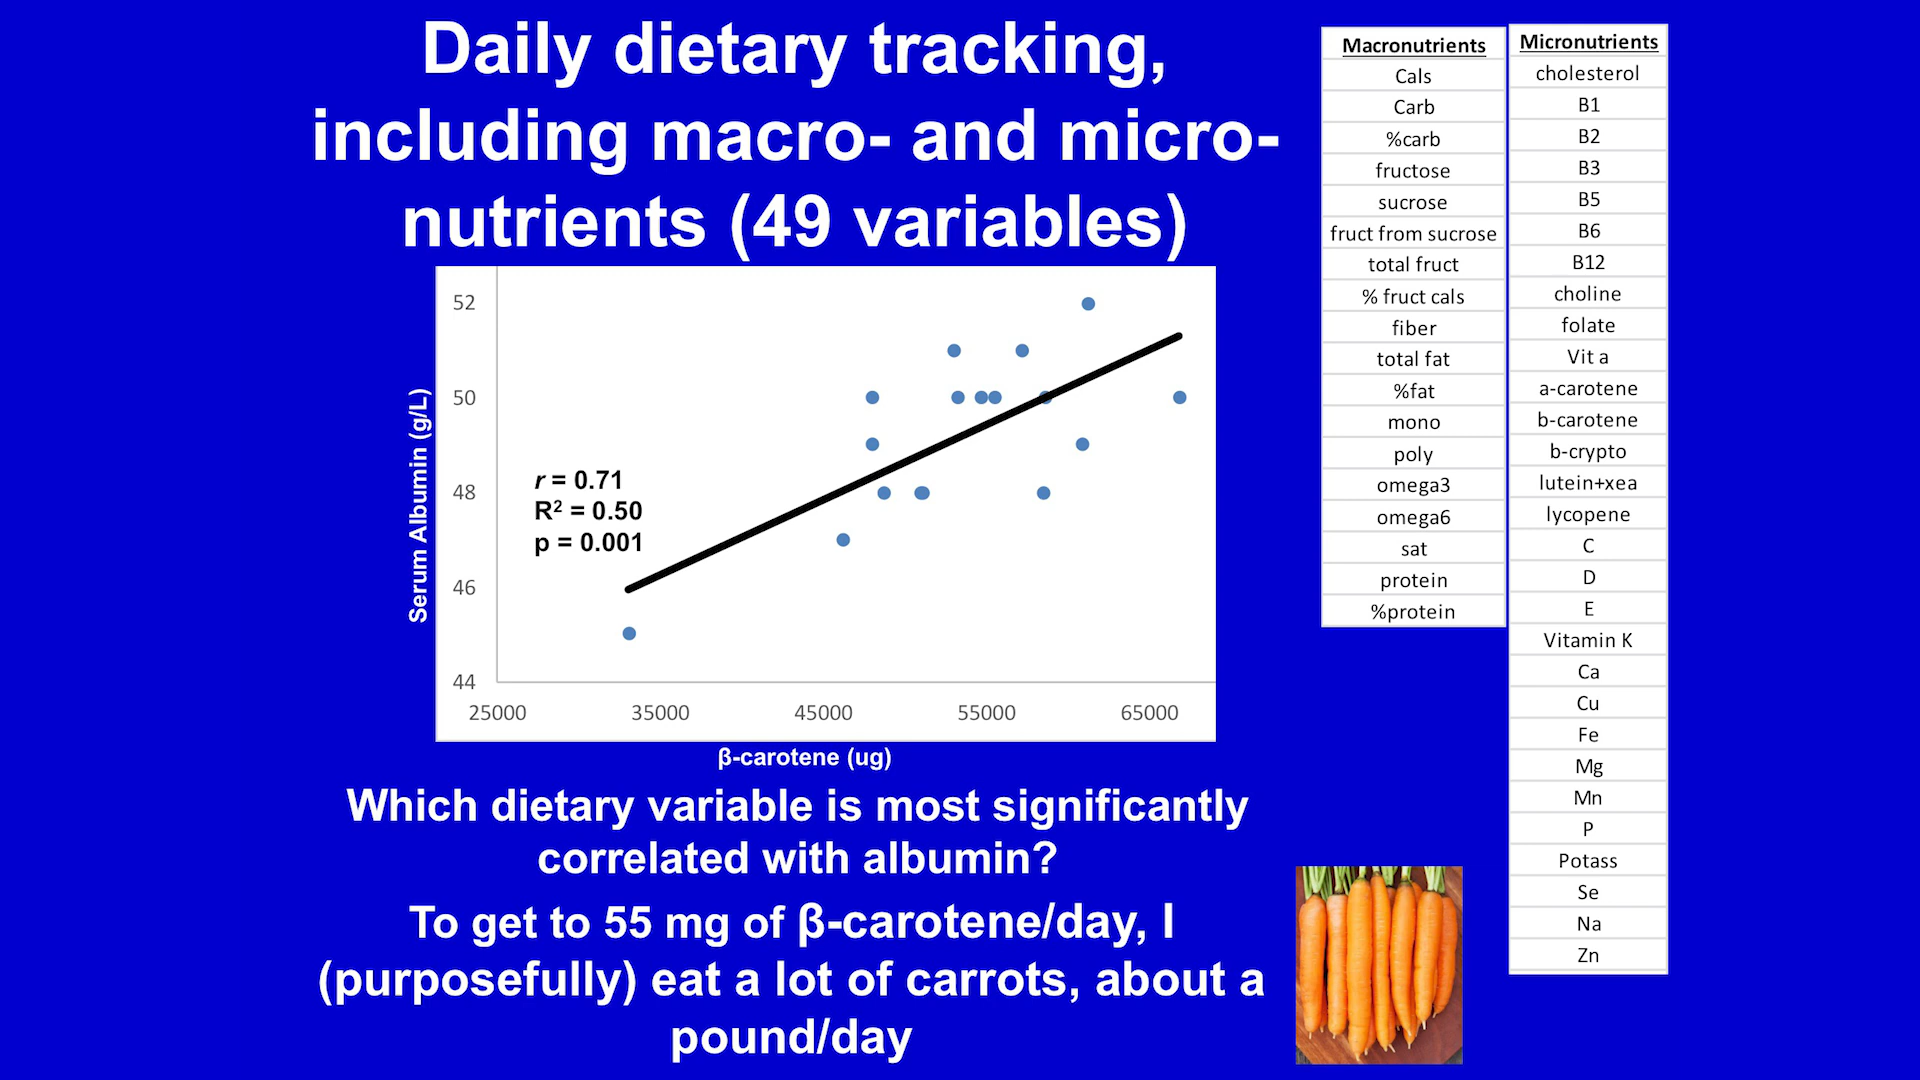 Daily dietary tracking,
including macro- and micro-
nutrients (49 variables)
52
50
48
46
44
25000 35000 45000 55000 65000
Serum Albumin (g/L)
r = 0.71
R² = 0.50
p = 0.001
β-carotene (ug)
Which dietary variable is most significantly
correlated with albumin?
To get to 55 mg of β-carotene/day, I
(purposefully) eat a lot of carrots, about a
pound/day
Macronutrients
Cals
Carb
%carb
fructose
sucrose
fruct from sucrose
total fruct
% fruct cals
fiber
total fat
%fat
mono
poly
omega3
omega6
sat
protein
%protein
Micronutrients
cholesterol
B1
B2
B3
B5
B6
B12
choline
folate
Vit a
a-carotene
b-carotene
b-crypto
lutein+xea
lycopene
C
D
E
Vitamin K
Ca
Cu
Fe
Mg
Mn
P
Potass
Se
Na
Zn